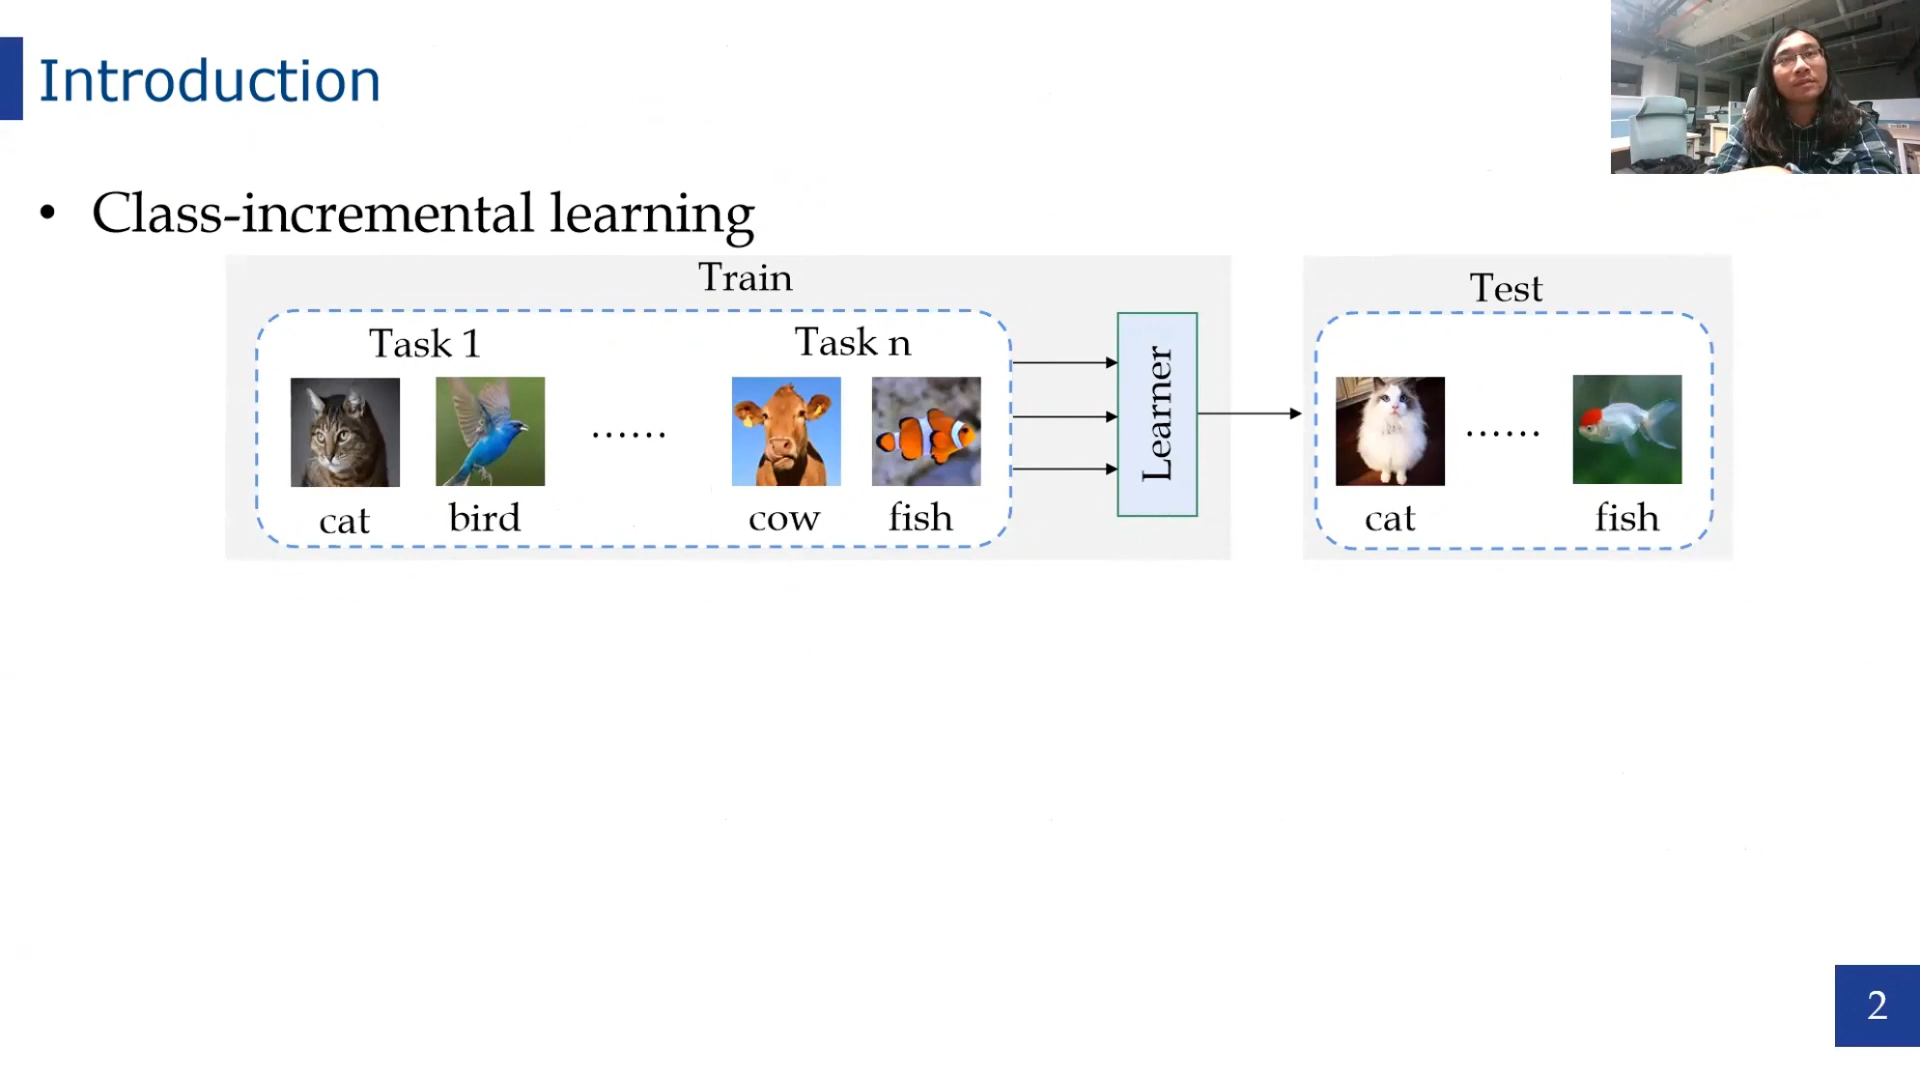 Introduction
• Class-incremental learning
Train
Test
Task 1
Task n
......
Learner
......
cat
bird
cow
fish
cat
fish
2